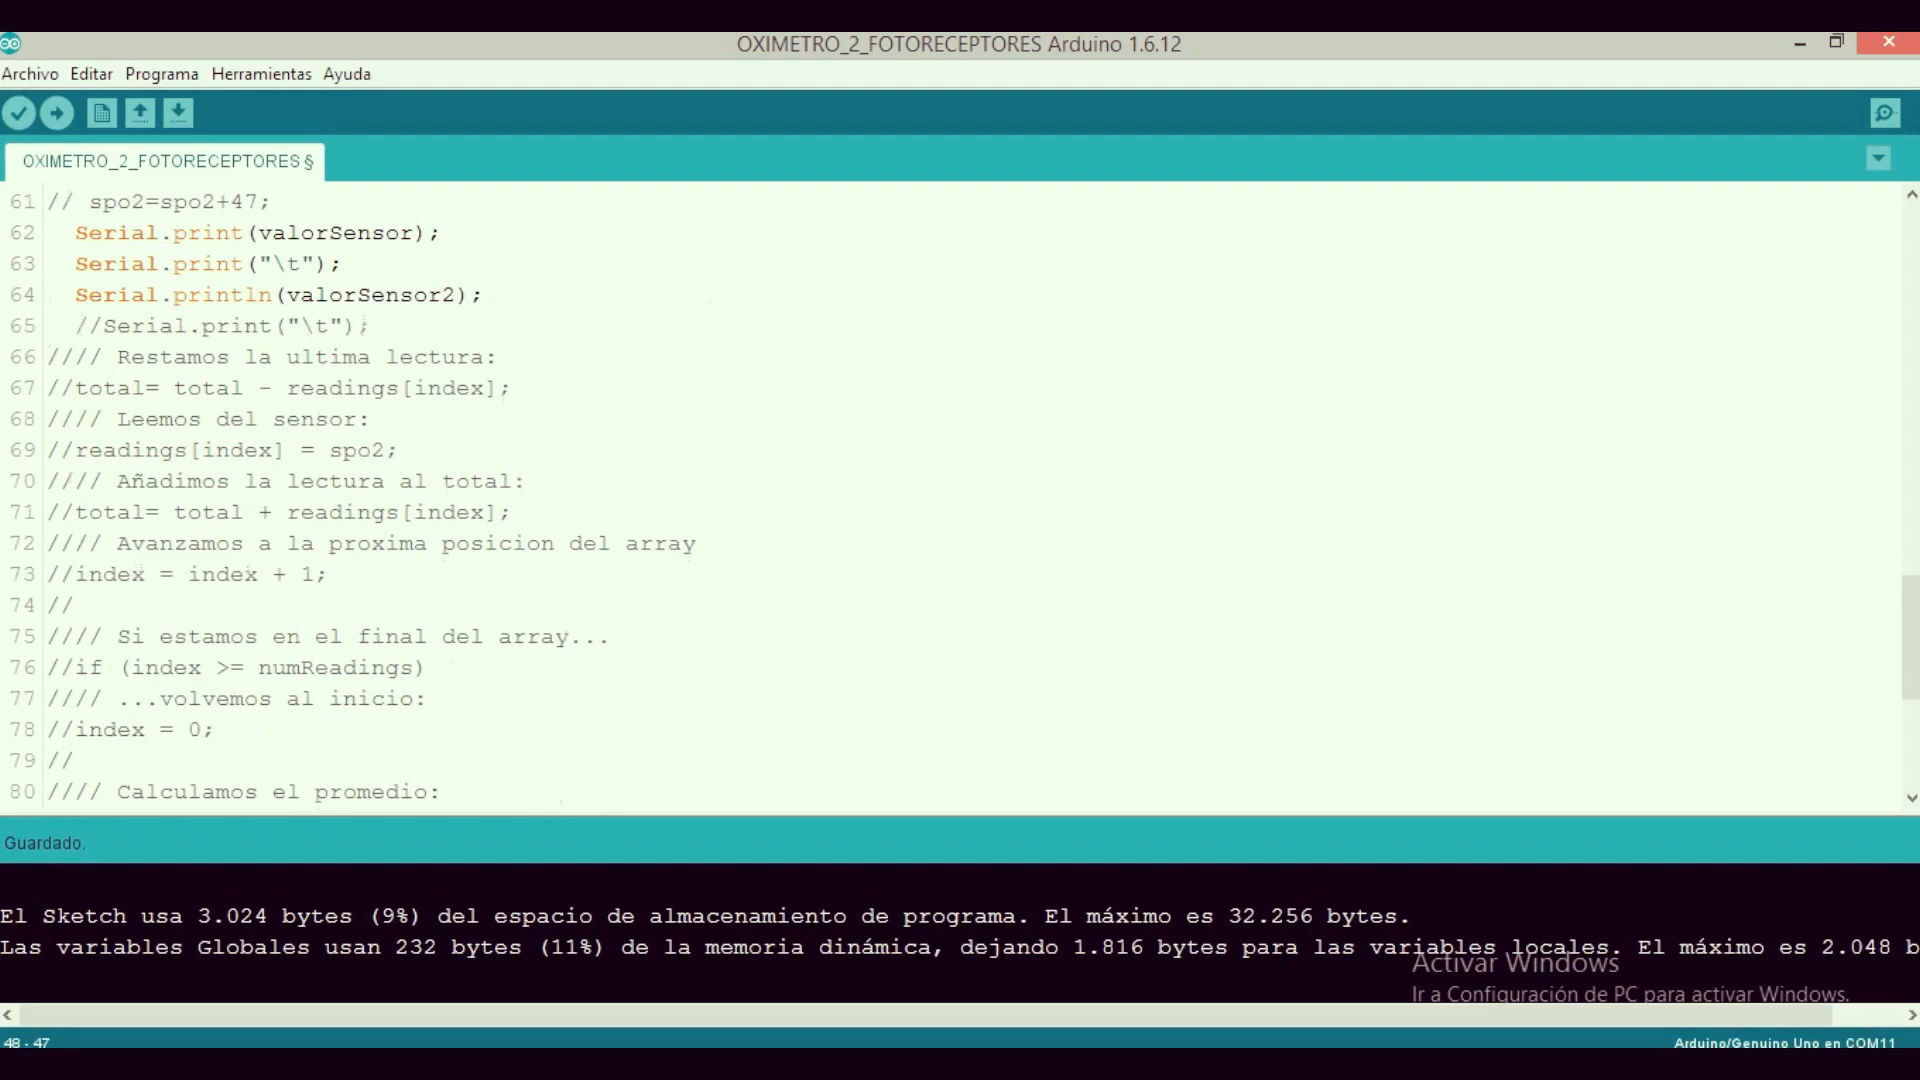 OXIMETRO_2_FOTORECEPTORES Arduino 1.6.12
Archivo Editar Programa Herramientas Ayuda
OXIMETRO_2_FOTORECEPTORES §
61 // spo2=spo2+47;
62 Serial.print(valorSensor);
63 Serial.print("\t");
64 Serial.println(valorSensor2);
65 //Serial.print("\t");
66 //// Restamos la ultima lectura:
67 //total= total - readings[index];
68 //// Leemos del sensor:
69 //readings[index] = spo2;
70 //// Añadimos la lectura al total:
71 //total= total + readings[index];
72 //// Avanzamos a la proxima posicion del array
73 //index = index + 1;
74 //
75 //// Si estamos en el final del array...
76 //if (index >= numReadings)
77 //// ...volvemos al inicio:
78 //index = 0;
79 //
80 //// Calculamos el promedio:
Guardado.
El Sketch usa 3.024 bytes (9%) del espacio de almacenamiento de programa. El máximo es 32.256 bytes.
Las variables Globales usan 232 bytes (11%) de la memoria dinámica, dejando 1.816 bytes para las variables locales. El máximo es 2.048 b
Activar Windows
Ir a Configuración de PC para activar Windows.
48 - 47
Arduino/Genuino Uno en COM11